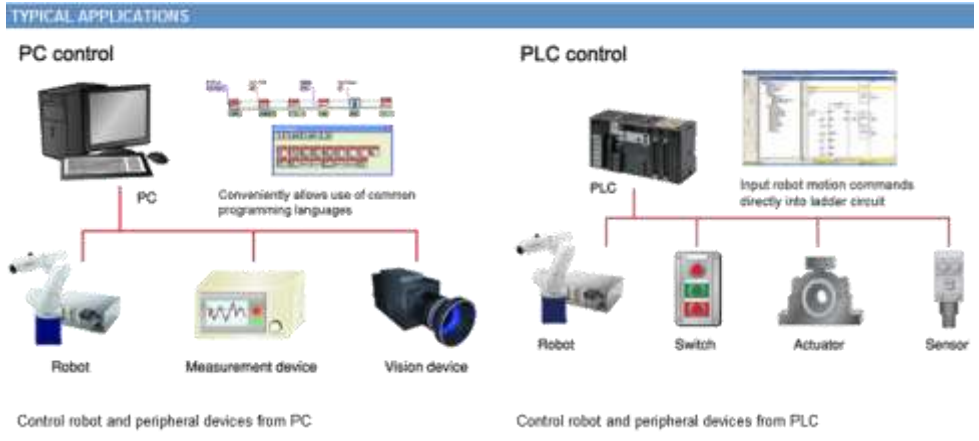 TYPICAL APPLICATIONS
PC control
PC
Conveniently allows use of common
programming languages
Robot
Measurement device
Vision device
Control robot and peripheral devices from PC
PLC control
PLC
Input robot motion commands
directly into ladder circuit
Robot
Switch
Actuator
Sensor
Control robot and peripheral devices from PLC